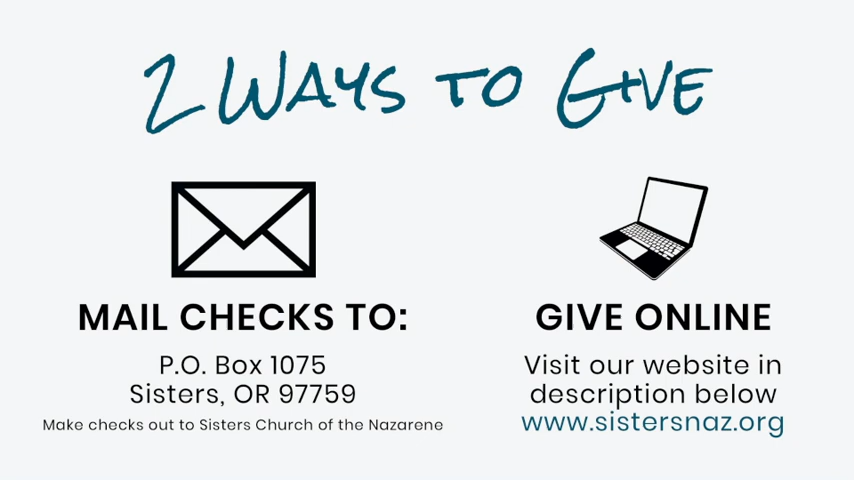 2 Ways to Give
MAIL CHECKS TO:
P.O. Box 1075
Sisters, OR 97759
Make checks out to Sisters Church of the Nazarene
GIVE ONLINE
Visit our website in
description below
www.sistersnaz.org